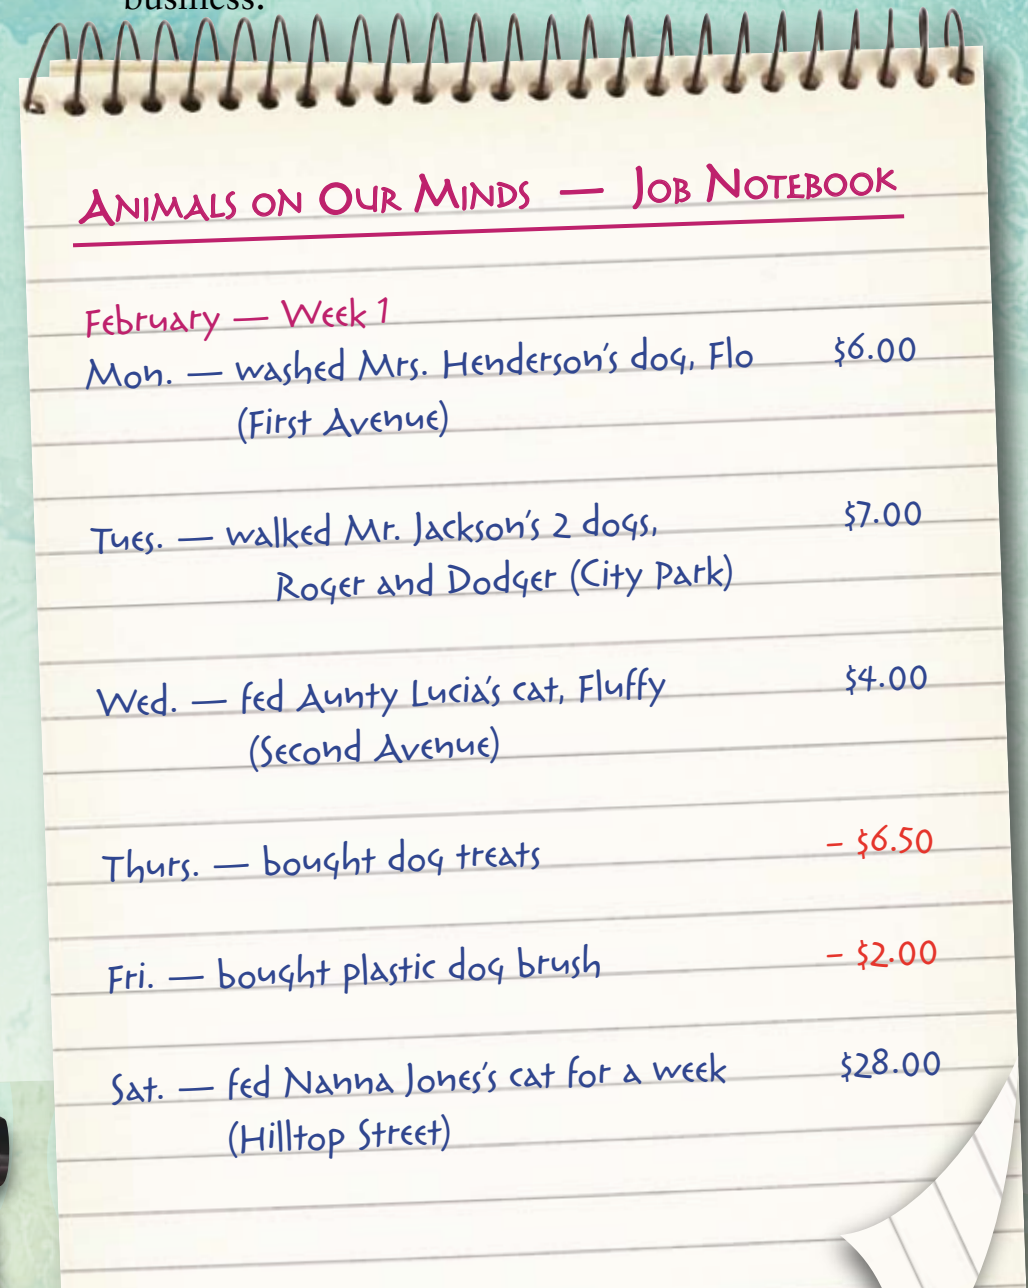 business.
ANIMALS ON OUR MINDS — JOB NOTEBOOK
February — Week 1
Mon. — washed Mrs. Henderson's dog, Flo $6.00
(First Avenue)
Tues. — walked Mr. Jackson's 2 dogs, $7.00
Roger and Dodger (City Park)
Wed. — fed Aunty Lucia's cat, Fluffy $4.00
(Second Avenue)
Thurs. — bought dog treats – $6.50
Fri. — bought plastic dog brush – $2.00
Sat. — fed Nanna Jones's cat for a week $28.00
(Hilltop Street)